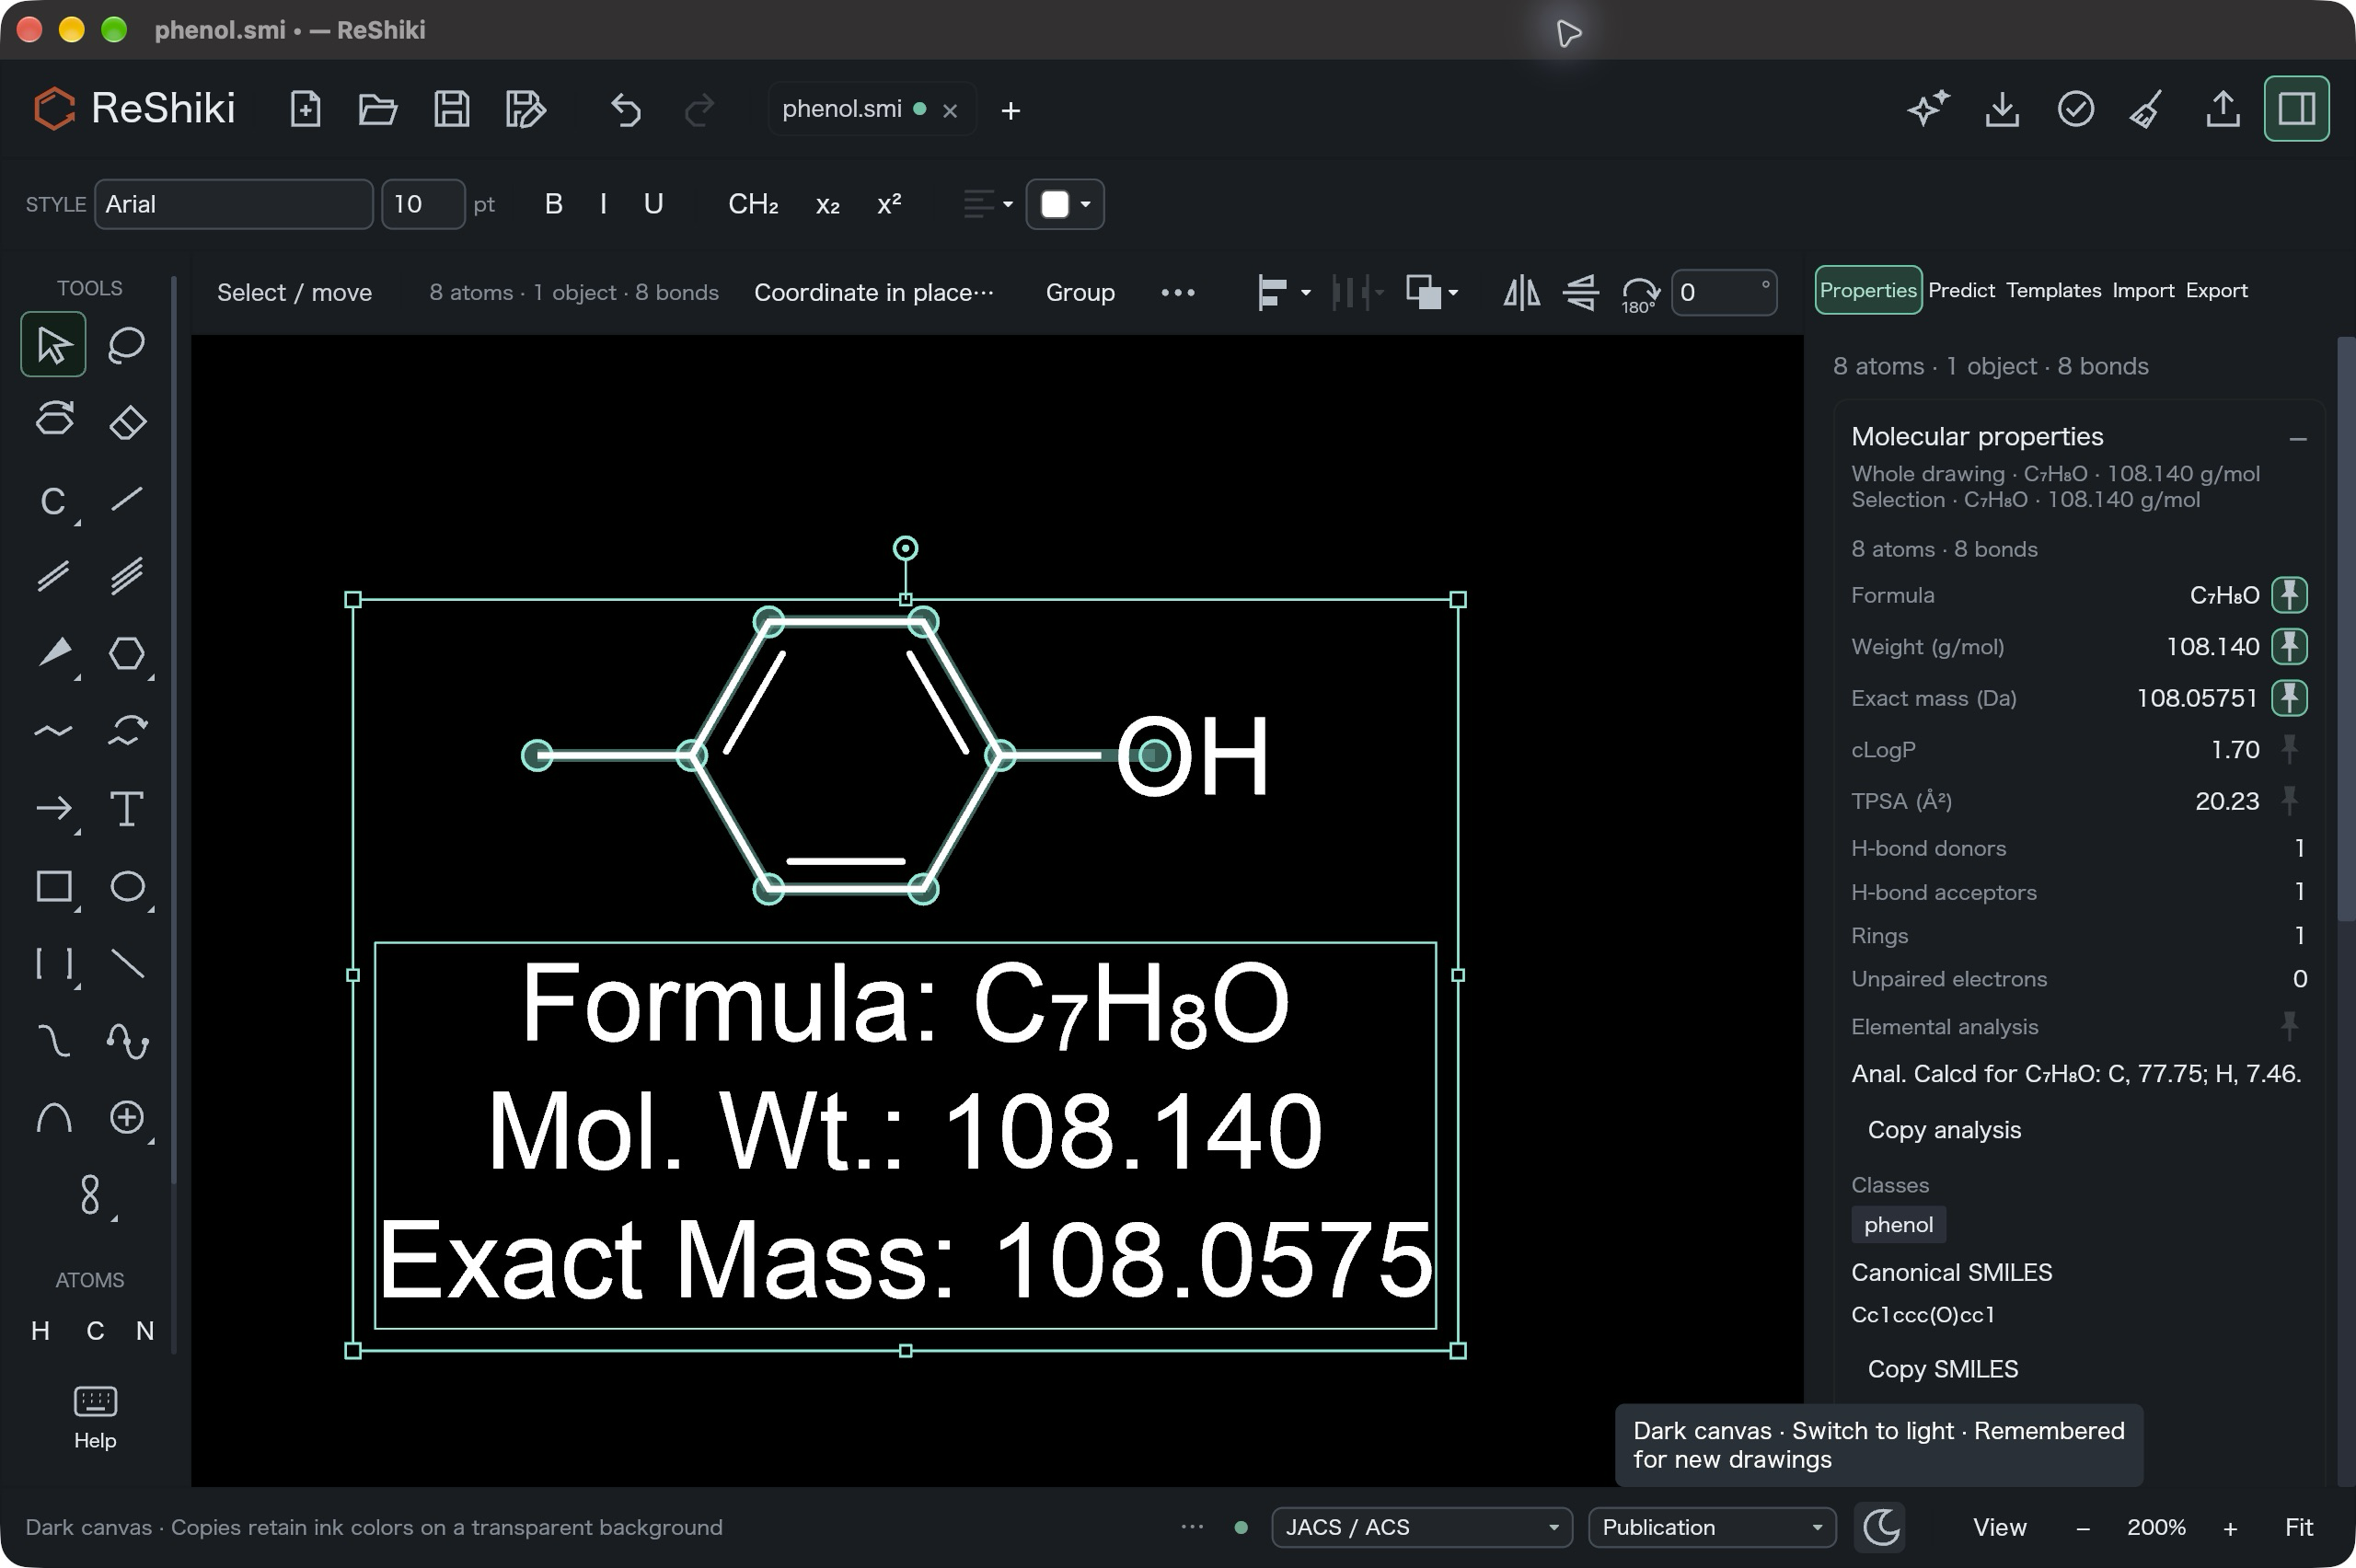 phenol.smi • — ReShiki
ReShiki
phenol.smi
STYLE Arial 10 pt B I U CH₂ x₂ x²
TOOLS
Select / move 8 atoms · 1 object · 8 bonds Coordinate in place··· Group 180° 0 °
Properties Predict Templates Import Export
C
OH
Formula: C₇H₈O
Mol. Wt.: 108.140
Exact Mass: 108.0575
ATOMS
H C N
Help
8 atoms · 1 object · 8 bonds
Molecular properties
Whole drawing · C₇H₈O · 108.140 g/mol
Selection · C₇H₈O · 108.140 g/mol
8 atoms · 8 bonds
Formula C₇H₈O
Weight (g/mol) 108.140
Exact mass (Da) 108.05751
cLogP 1.70
TPSA (Å²) 20.23
H-bond donors 1
H-bond acceptors 1
Rings 1
Unpaired electrons 0
Elemental analysis
Anal. Calcd for C₇H₈O: C, 77.75; H, 7.46.
Copy analysis
Classes
phenol
Canonical SMILES
Cc1ccc(O)cc1
Copy SMILES
Dark canvas · Switch to light · Remembered
for new drawings
Dark canvas · Copies retain ink colors on a transparent background
JACS / ACS Publication View – 200% + Fit